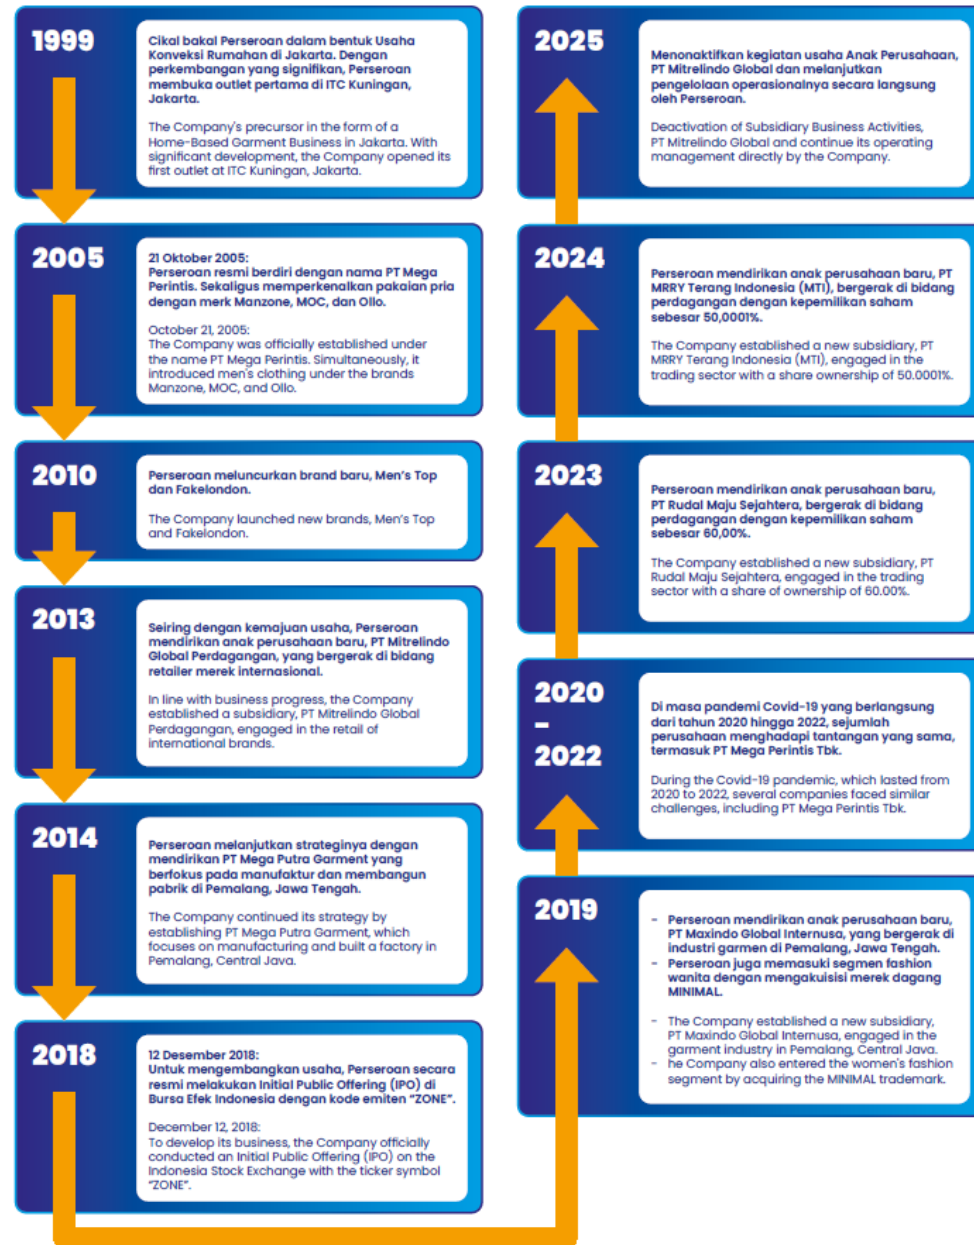 1999
Cikal bakal Perseroan dalam bentuk Usaha
Konveksi Rumahan di Jakarta. Dengan
perkembangan yang signifikan, Perseroan
membuka outlet pertama di ITC Kuningan,
Jakarta.
The Company's precursor in the form of a
Home-Based Garment Business in Jakarta. With
significant development, the Company opened its
first outlet at ITC Kuningan, Jakarta.
2005
21 Oktober 2005:
Perseroan resmi berdiri dengan nama PT Mega
Perintis. Sekaligus memperkenalkan pakaian pria
dengan merk Manzone, MOC, dan Ollo.
October 21, 2005:
The Company was officially established under
the name PT Mega Perintis. Simultaneously, it
introduced men's clothing under the brands
Manzone, MOC, and Ollo.
2010
Perseroan meluncurkan brand baru, Men's Top
dan Fakelondon.
The Company launched new brands, Men's Top
and Fakelondon.
2013
Seiring dengan kemajuan usaha, Perseroan
mendirikan anak perusahaan baru, PT Mitrelindo
Global Perdagangan, yang bergerak di bidang
retailer merek internasional.
In line with business progress, the Company
established a subsidiary, PT Mitrelindo Global
Perdagangan, engaged in the retail of
international brands.
2014
Perseroan melanjutkan strateginya dengan
mendirikan PT Mega Putra Garment yang
berfokus pada manufaktur dan membangun
pabrik di Pemalang, Jawa Tengah.
The Company continued its strategy by
establishing PT Mega Putra Garment, which
focuses on manufacturing and built a factory in
Pemalang, Central Java.
2018
12 Desember 2018:
Untuk mengembangkan usaha, Perseroan secara
resmi melakukan Initial Public Offering (IPO) di
Bursa Efek Indonesia dengan kode emiten “ZONE”.
December 12, 2018:
To develop its business, the Company officially
conducted an Initial Public Offering (IPO) on the
Indonesia Stock Exchange with the ticker symbol
“ZONE”.
2019
- Perseroan mendirikan anak perusahaan baru,
PT Maxindo Global Internusa, yang bergerak di
industri garmen di Pemalang, Jawa Tengah.
- Perseroan juga memasuki segmen fashion
wanita dengan mengakuisisi merek dagang
MINIMAL.
- The Company established a new subsidiary,
PT Maxindo Global Internusa, engaged in the
garment industry in Pemalang, Central Java.
- he Company also entered the women's fashion
segment by acquiring the MINIMAL trademark.
2020
–
2022
Di masa pandemi Covid-19 yang berlangsung
dari tahun 2020 hingga 2022, sejumlah
perusahaan menghadapi tantangan yang sama,
termasuk PT Mega Perintis Tbk.
During the Covid-19 pandemic, which lasted from
2020 to 2022, several companies faced similar
challenges, including PT Mega Perintis Tbk.
2023
Perseroan mendirikan anak perusahaan baru,
PT Rudal Maju Sejahtera, bergerak di bidang
perdagangan dengan kepemilikan saham
sebesar 60,00%.
The Company established a new subsidiary, PT
Rudal Maju Sejahtera, engaged in the trading
sector with a share of ownership of 60.00%.
2024
Perseroan mendirikan anak perusahaan baru, PT
MRRY Terang Indonesia (MTI), bergerak di bidang
perdagangan dengan kepemilikan saham
sebesar 50,0001%.
The Company established a new subsidiary, PT
MRRY Terang Indonesia (MTI), engaged in the
trading sector with a share ownership of 50.0001%.
2025
Menonaktifkan kegiatan usaha Anak Perusahaan,
PT Mitrelindo Global dan melanjutkan
pengelolaan operasionalnya secara langsung
oleh Perseroan.
Deactivation of Subsidiary Business Activities,
PT Mitrelindo Global and continue its operating
management directly by the Company.